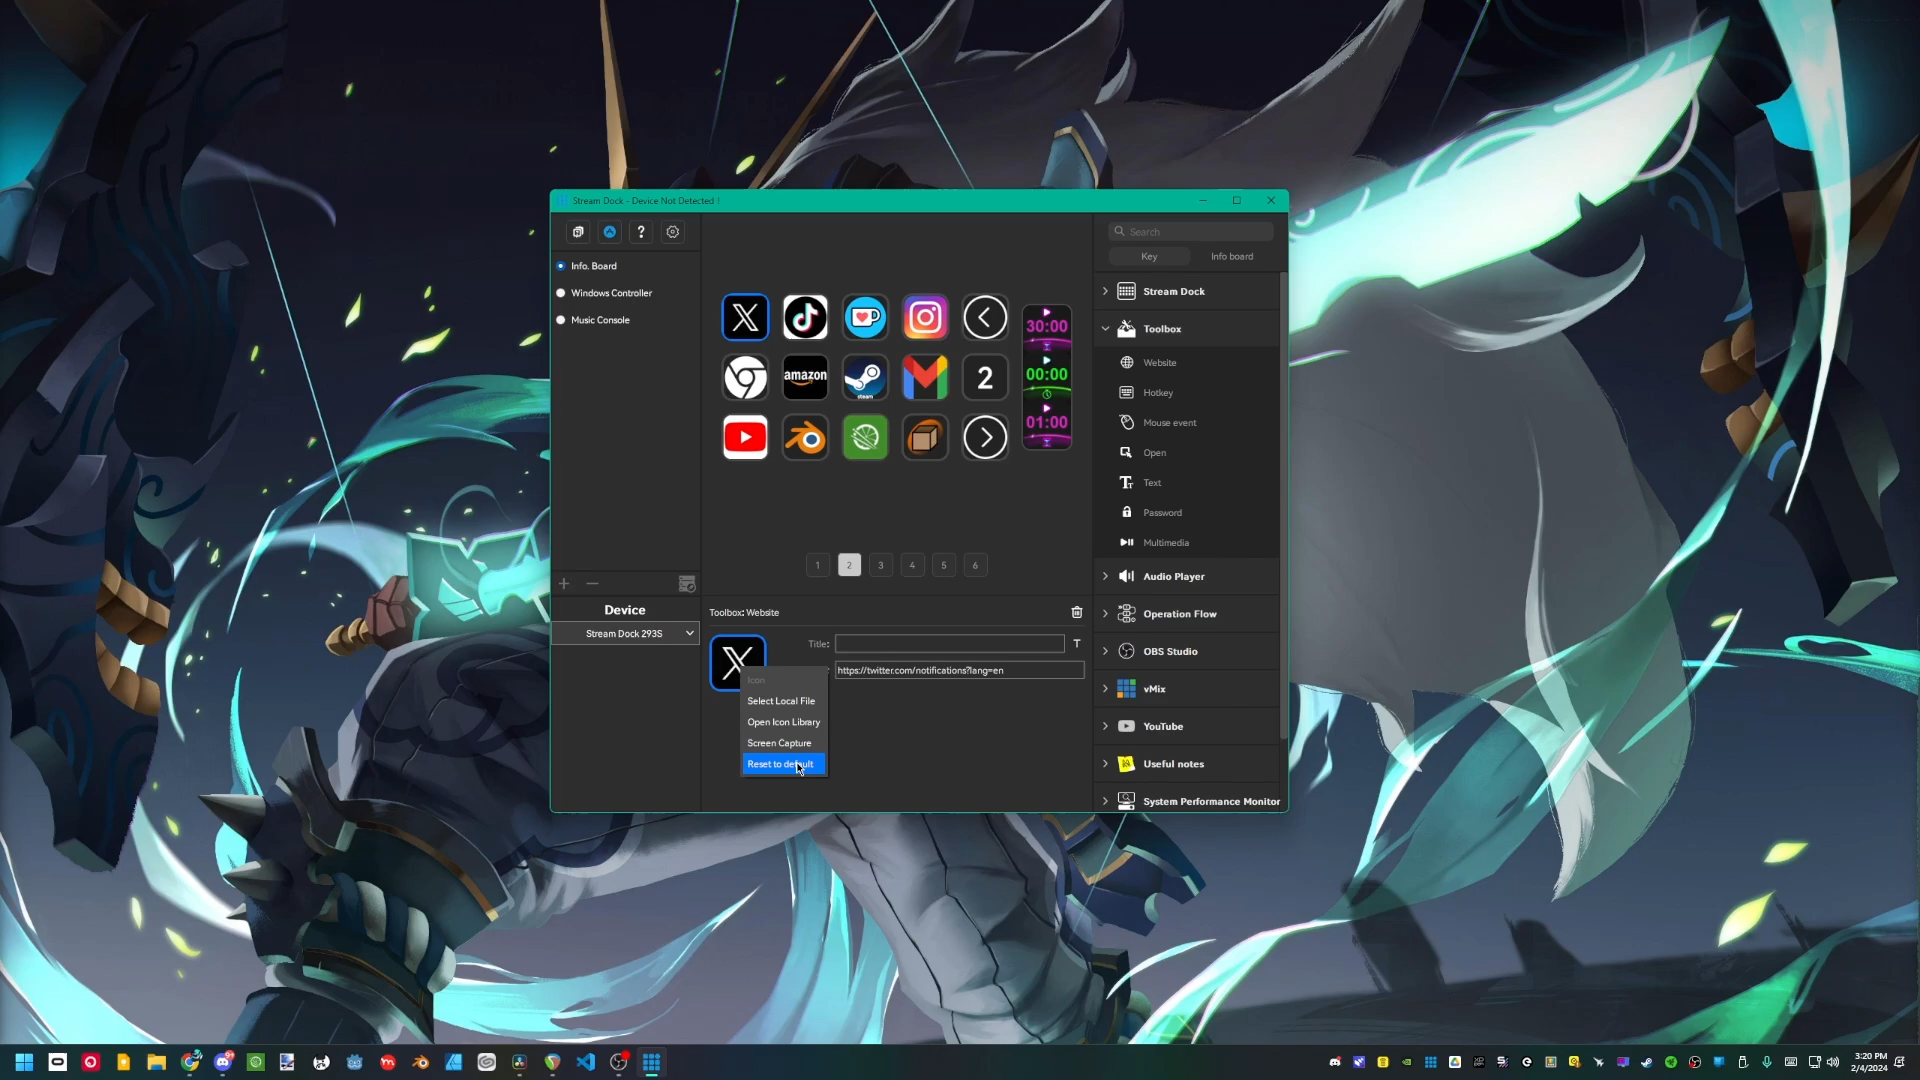 Stream Dock - Device Not Detected !
?
Search
Key
Info board
Info. Board
Windows Controller
Music Console
amazon
steam
2
30:00
00:00
01:00
1
2
3
4
5
6
Stream Dock
Toolbox
Website
Hotkey
Mouse event
Open
Text
Password
Multimedia
Audio Player
Operation Flow
OBS Studio
vMix
YouTube
Useful notes
System Performance Monitor
Device
Stream Dock 293S
Toolbox: Website
Title:
T
https://twitter.com/notifications?lang=en
Icon
Select Local File
Open Icon Library
Screen Capture
Reset to default
3:20 PM
2/4/2024